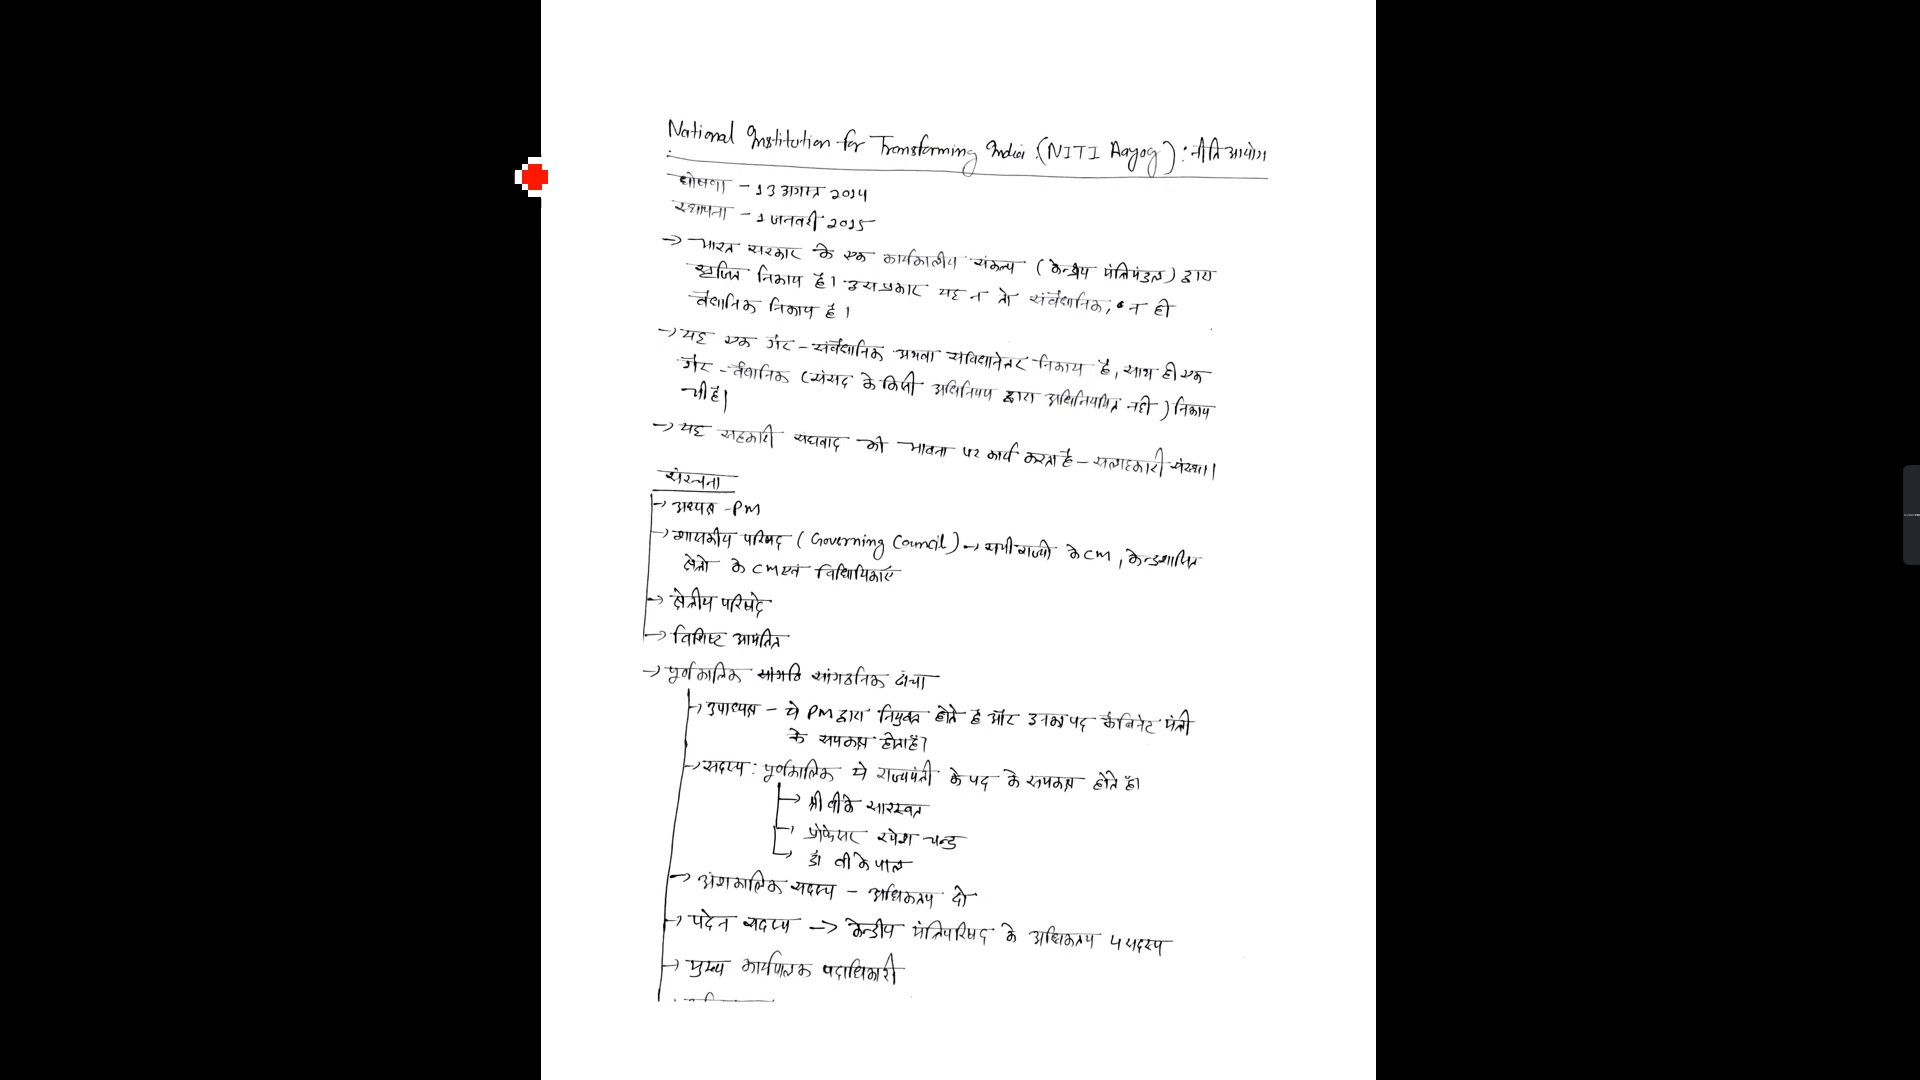 National Institution for Transforming India (NITI Aayog) : नीति आयोग
घोषणा - 13 अगस्त 2014
स्थापना - 1 जनवरी 2015
→ भारत सरकार के एक कार्यकालीय संकल्प (केन्द्रीय मंत्रिमंडल) द्वारा
सृजित निकाय है। इस प्रकार यह न तो संवैधानिक, न ही
वैधानिक निकाय है।
→ यह एक गैर-संवैधानिक अथवा संविधानेत्तर निकाय है, साथ ही एक
गैर-वैधानिक (संसद के किसी अधिनियम द्वारा अधिनियमित नहीं) निकाय
भी है।
→ यह सहकारी संघवाद की भावना पर कार्य करता है - सलाहकारी संस्था।
संरचना
→ अध्यक्ष - PM
→ शासकीय परिषद (Governing Council) → सभी राज्यों के CM, केन्द्रशासित
क्षेत्रों के CM एवं विधायिकाएं
→ क्षेत्रीय परिषदें
→ विशिष्ट आमंत्रित
→ पूर्णकालिक सांगठनिक ढांचा
→ उपाध्यक्ष - ये PM द्वारा नियुक्त होते हैं और उनका पद कैबिनेट मंत्री
के समकक्ष होता है।
→ सदस्य : पूर्णकालिक ये राज्यमंत्री के पद के समकक्ष होते हैं।
→ श्री वी के सारस्वत
→ प्रोफेसर रमेश चन्द
→ डॉ वी के पाल
→ अंशकालिक सदस्य - अधिकतम दो
→ पदेन सदस्य → केन्द्रीय मंत्रिपरिषद के अधिकतम 4 सदस्य
→ मुख्य कार्यपालक पदाधिकारी